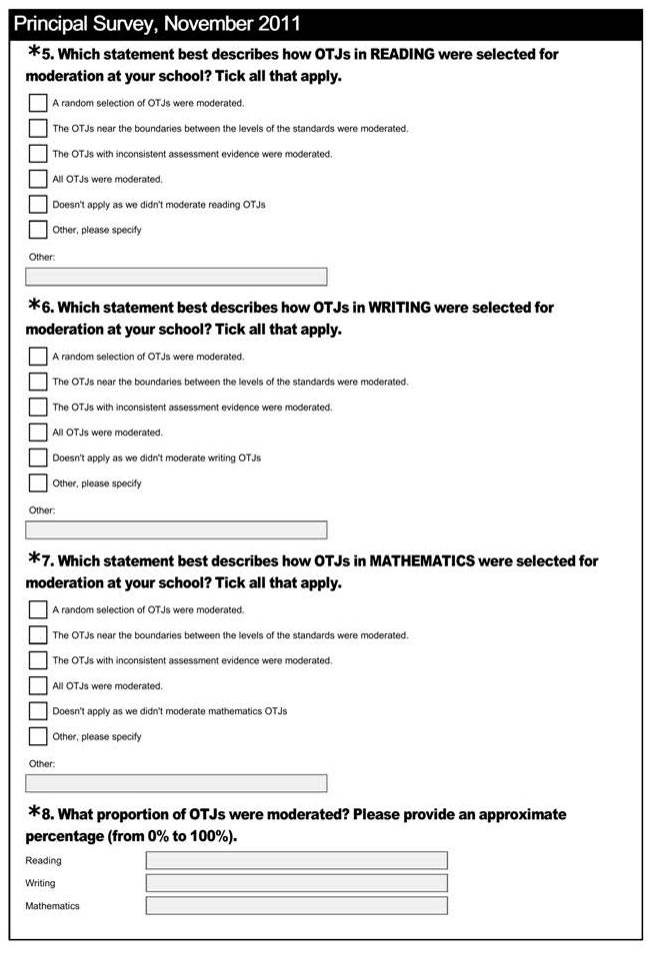 Principal Survey, November 2011
*5. Which statement best describes how OTJs in READING were selected for
moderation at your school? Tick all that apply.
A random selection of OTJs were moderated.
The OTJs near the boundaries between the levels of the standards were moderated.
The OTJs with inconsistent assessment evidence were moderated.
All OTJs were moderated.
Doesn't apply as we didn't moderate reading OTJs
Other, please specify
Other:
*6. Which statement best describes how OTJs in WRITING were selected for
moderation at your school? Tick all that apply.
A random selection of OTJs were moderated.
The OTJs near the boundaries between the levels of the standards were moderated.
The OTJs with inconsistent assessment evidence were moderated.
All OTJs were moderated.
Doesn't apply as we didn't moderate writing OTJs
Other, please specify
Other:
*7. Which statement best describes how OTJs in MATHEMATICS were selected for
moderation at your school? Tick all that apply.
A random selection of OTJs were moderated.
The OTJs near the boundaries between the levels of the standards were moderated.
The OTJs with inconsistent assessment evidence were moderated.
All OTJs were moderated.
Doesn't apply as we didn't moderate mathematics OTJs
Other, please specify
Other:
*8. What proportion of OTJs were moderated? Please provide an approximate
percentage (from 0% to 100%).
Reading
Writing
Mathematics